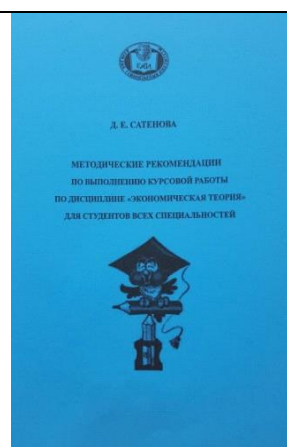 Д. Е. САТЕНОВА
МЕТОДИЧЕСКИЕ РЕКОМЕНДАЦИИ
ПО ВЫПОЛНЕНИЮ КУРСОВОЙ РАБОТЫ
ПО ДИСЦИПЛИНЕ «ЭКОНОМИЧЕСКАЯ ТЕОРИЯ»
ДЛЯ СТУДЕНТОВ ВСЕХ СПЕЦИАЛЬНОСТЕЙ